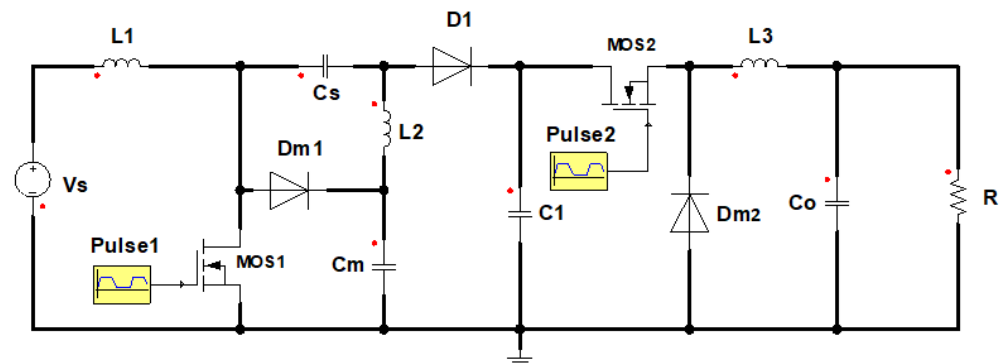 D1
L1
MOS2
Cs
L3
L2
Pulse2
Dm1
Vs
C1
Dm2
Co
R
Pulse1
MOS1
Cm